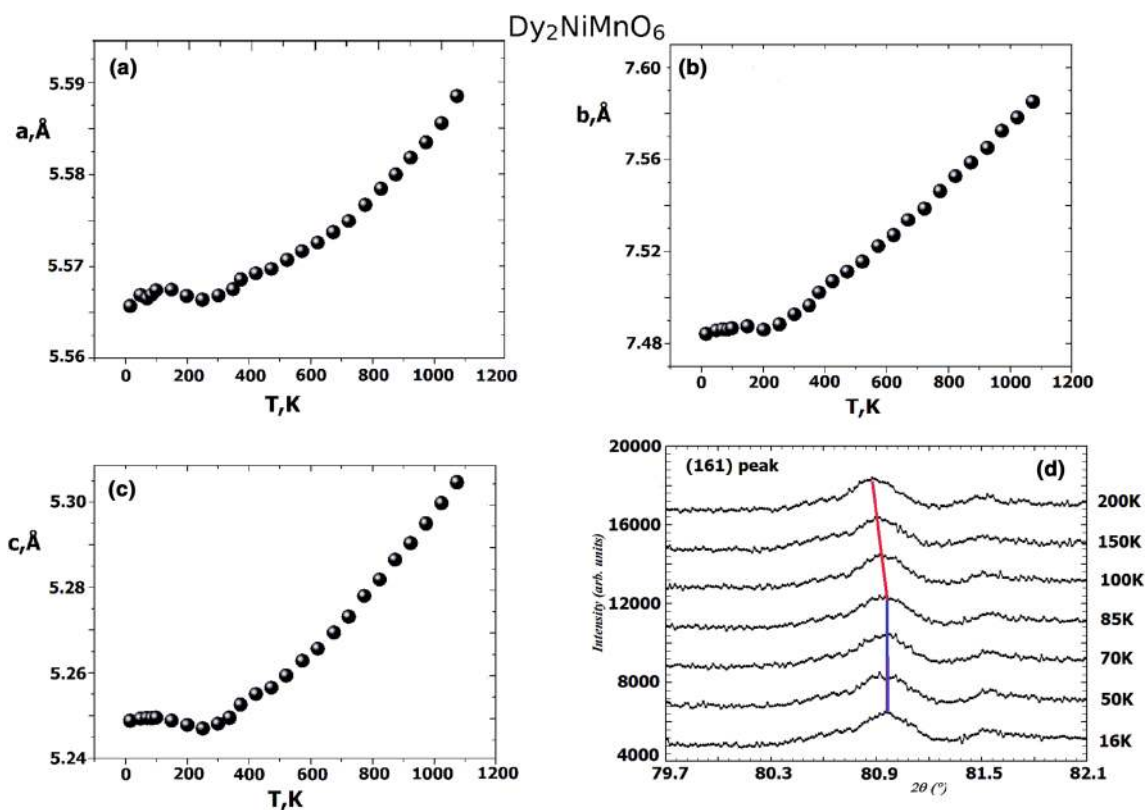 Dy₂NiMnO₆
(a)
a,Å
5.59
5.58
5.57
5.56
0 200 400 600 800 1000 1200
T,K
(b)
b,Å
7.60
7.56
7.52
7.48
0 200 400 600 800 1000 1200
T,K
(c)
c,Å
5.30
5.28
5.26
5.24
0 200 400 600 800 1000 1200
T,K
(161) peak
(d)
Intensity (arb. units)
20000
16000
12000
8000
4000
200K
150K
100K
85K
70K
50K
16K
79.7 80.3 80.9 81.5 82.1
2θ (°)